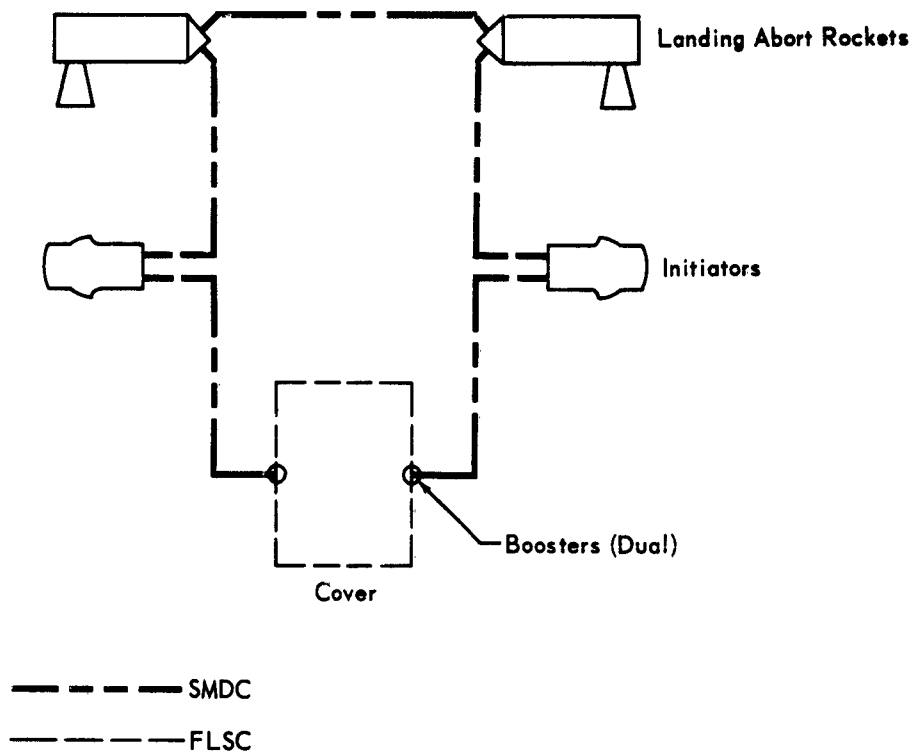 Landing Abort Rockets
Initiators
Boosters (Dual)
Cover
SMDC
FLSC